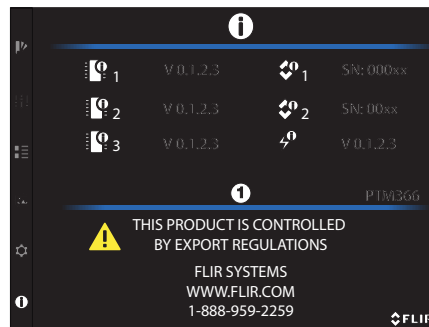 1 V 0.1.2.3 1 SN: 000xx
2 V 0.1.2.3 2 SN: 00xx
3 V 0.1.2.3 V 0.1.2.3
1
PTM366
THIS PRODUCT IS CONTROLLED
BY EXPORT REGULATIONS
FLIR SYSTEMS
WWW.FLIR.COM
1-888-959-2259
FLIR